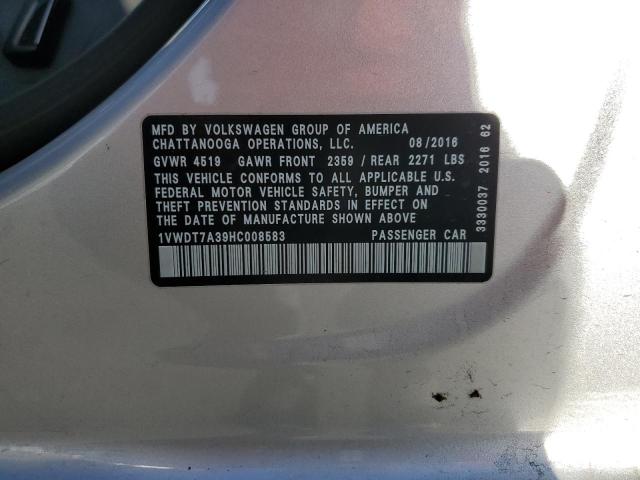 MFD BY VOLKSWAGEN GROUP OF AMERICA
CHATTANOOGA OPERATIONS, LLC. 08/2016
GVWR 4519 GAWR FRONT 2359 / REAR 2271 LBS
THIS VEHICLE CONFORMS TO ALL APPLICABLE U.S.
FEDERAL MOTOR VEHICLE SAFETY, BUMPER AND
THEFT PREVENTION STANDARDS IN EFFECT ON
THE DATE OF MANUFACTURE SHOWN ABOVE
1VWDT7A39HC008583 PASSENGER CAR
3330037 2016 62